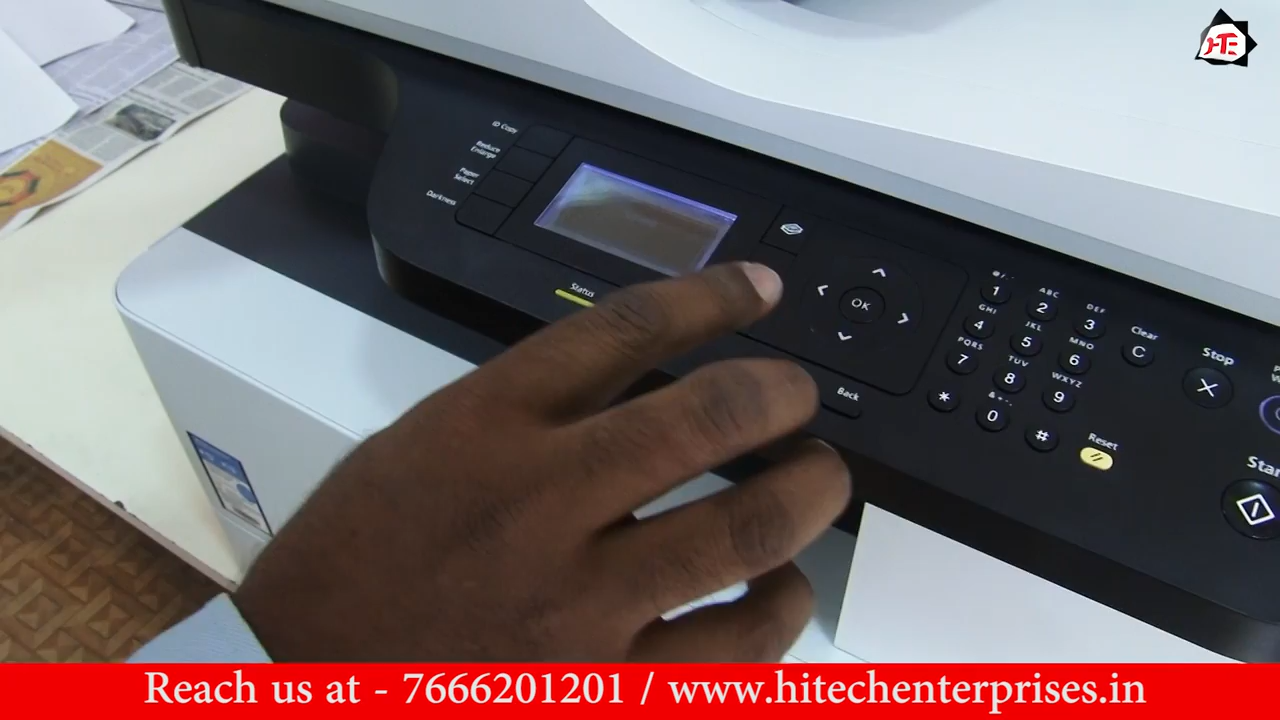 HTE
ID Copy
Reduce
Enlarge
Paper
Select
Darkness
Status
OK
Back
1
ABC
2
DEF
3
GHI
4
JKL
5
MNO
6
PQRS
7
TUV
8
WXYZ
9
*
0
#
Clear
C
Stop
Reset
Reach us at - 7666201201 / www.hitechenterprises.in